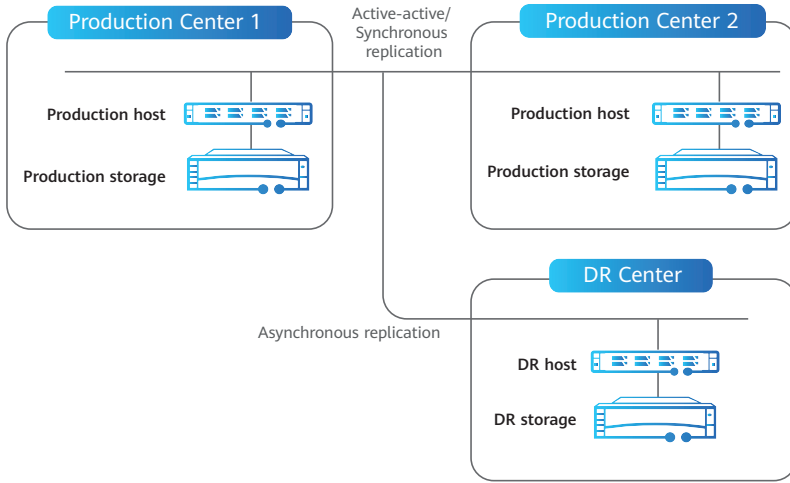 Production Center 1
Active-active/
Synchronous
replication
Production Center 2
Production host
Production storage
Production host
Production storage
DR Center
Asynchronous replication
DR host
DR storage